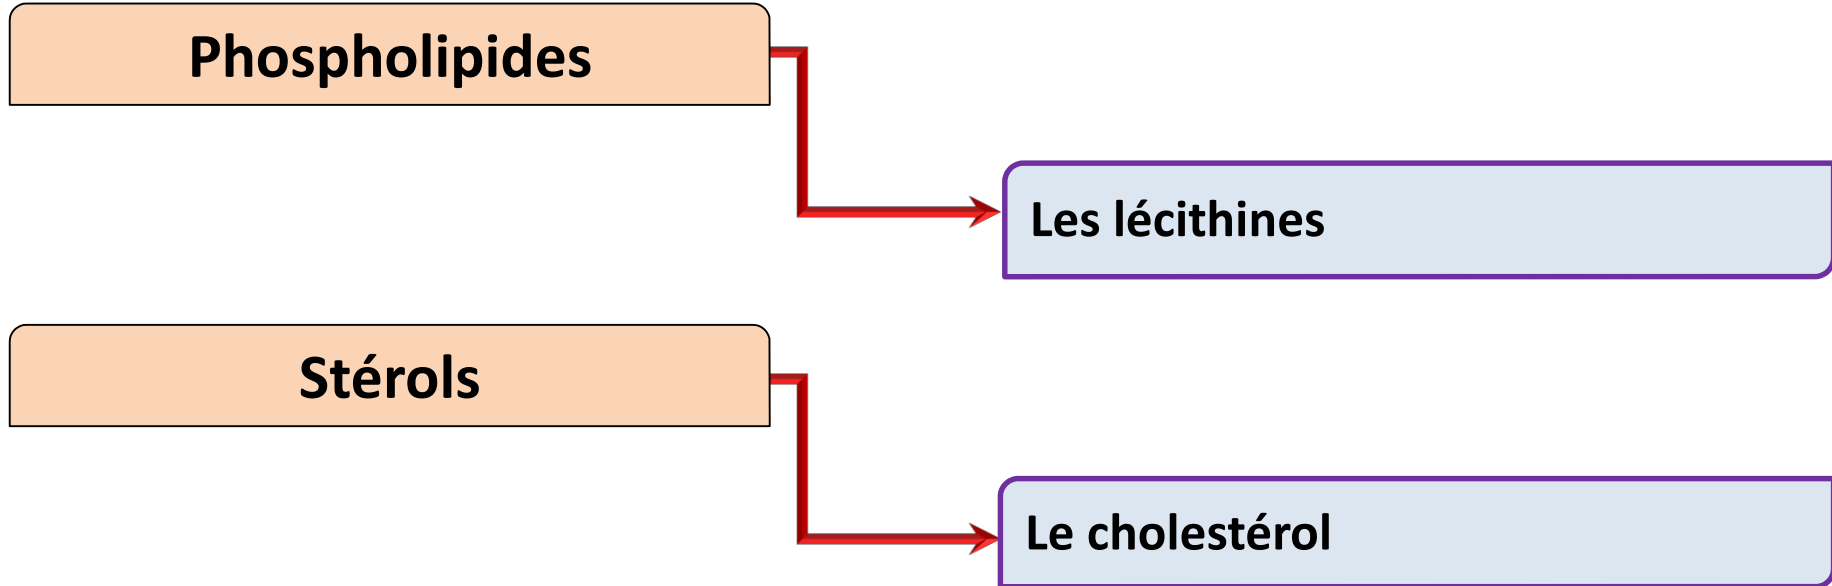 Phospholipides
Les lécithines
Stérols
Le cholestérol